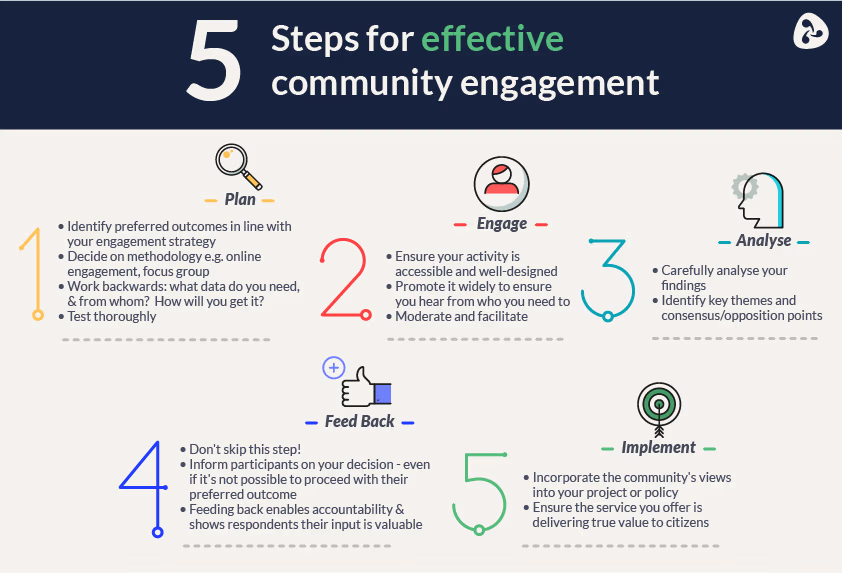 5 Steps for effective
community engagement
1
Plan
• Identify preferred outcomes in line with
your engagement strategy
• Decide on methodology e.g. online
engagement, focus group
• Work backwards: what data do you need,
& from whom? How will you get it?
• Test thoroughly
2
Engage
• Ensure your activity is
accessible and well-designed
• Promote it widely to ensure
you hear from who you need to
• Moderate and facilitate
3
Analyse
• Carefully analyse your
findings
• Identify key themes and
consensus/opposition points
4
Feed Back
• Don't skip this step!
• Inform participants on your decision - even
if it's not possible to proceed with their
preferred outcome
• Feeding back enables accountability &
shows respondents their input is valuable
5
Implement
• Incorporate the community's views
into your project or policy
• Ensure the service you offer is
delivering true value to citizens